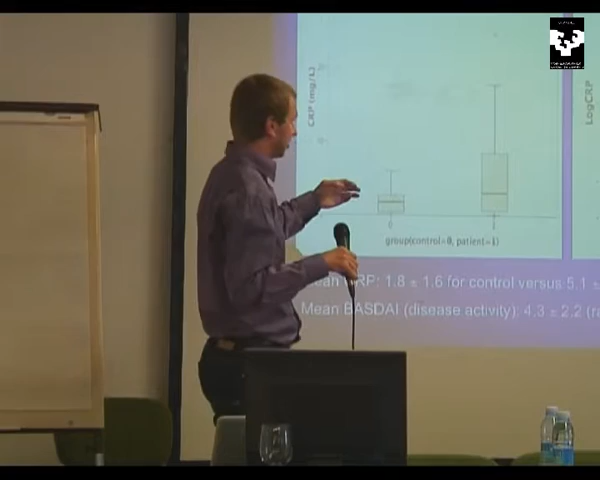 CRP (mg/L)
LogCRP
group(control=0, patient=1)
CRP: 1.8 ± 1.6 for control versus 5.1 ±
Mean BASDAI (disease activity): 4.3 ± 2.2 (ra